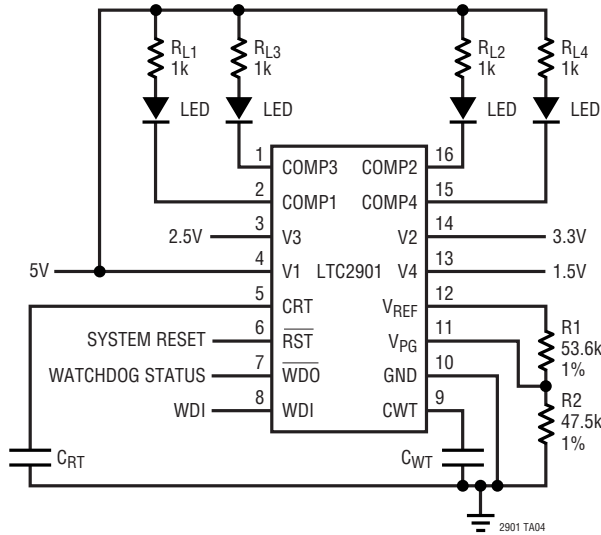 RL1
1k
RL3
1k
RL2
1k
RL4
1k
LED
LED
LED
LED
1
COMP3
COMP2
16
2
COMP1
COMP4
15
2.5V
3
V3
V2
14
3.3V
5V
4
V1
LTC2901
V4
13
1.5V
5
CRT
VREF
12
SYSTEM RESET
6
RST
VPG
11
WATCHDOG STATUS
7
WDO
GND
10
WDI
8
WDI
CWT
9
R1
53.6k
1%
R2
47.5k
1%
CRT
CWT
2901 TA04